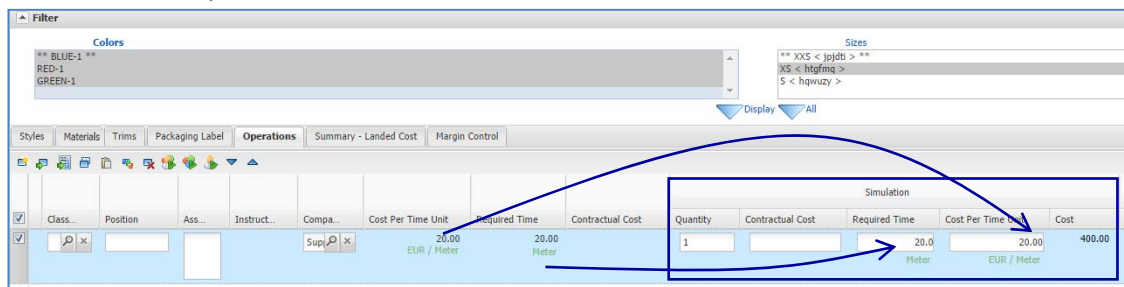 Filter
Colors
Sizes
** BLUE-1 **
RED-1
GREEN-1
** XXS < jpjdti > **
XS < htgfmq >
S < hqwuzy >
Display All
Styles Materials Trims Packaging Label Operations Summary - Landed Cost Margin Control
Simulation
Class... Position Ass... Instruct... Compa... Cost Per Time Unit Required Time Contractual Cost Quantity Contractual Cost Required Time Cost Per Time Unit Cost
Supj 20.00 20.00 1 20.0 20.00 400.00
EUR / Meter Meter Meter EUR / Meter